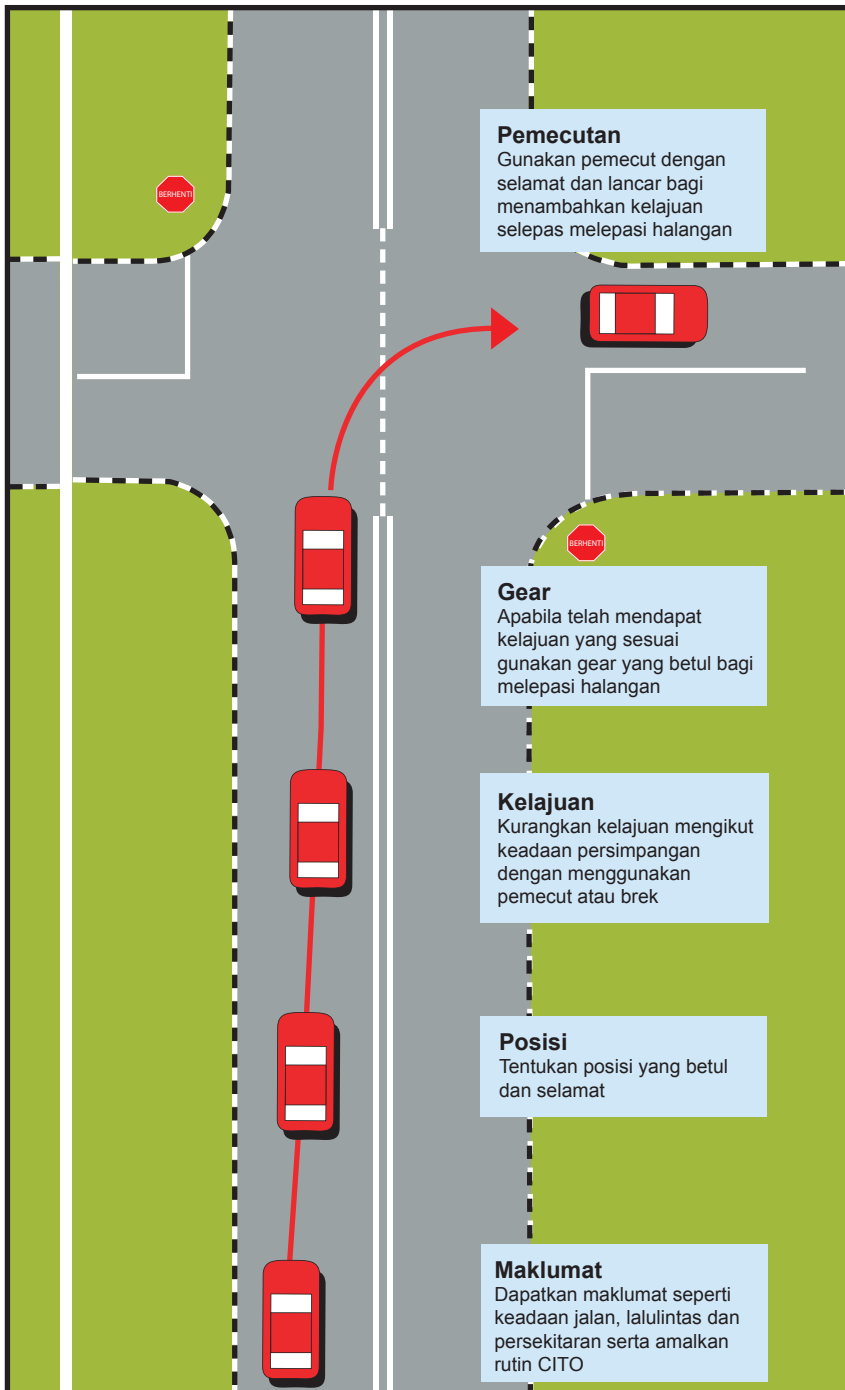 Pemecutan
Gunakan pemecut dengan
selamat dan lancar bagi
menambahkan kelajuan
selepas melepasi halangan
BERHENTI
BERHENTI
Gear
Apabila telah mendapat
kelajuan yang sesuai
gunakan gear yang betul bagi
melepasi halangan
Kelajuan
Kurangkan kelajuan mengikut
keadaan persimpangan
dengan menggunakan
pemecut atau brek
Posisi
Tentukan posisi yang betul
dan selamat
Maklumat
Dapatkan maklumat seperti
keadaan jalan, lalulintas dan
persekitaran serta amalkan
rutin CITO